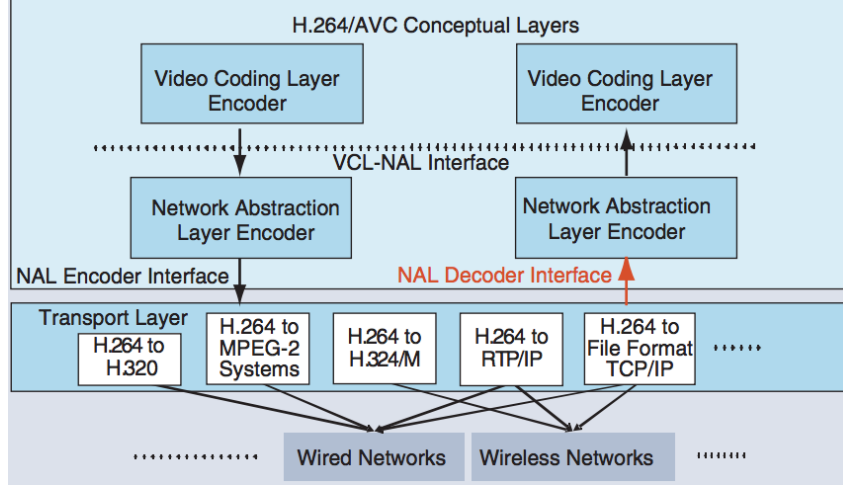 H.264/AVC Conceptual Layers
Video Coding Layer
Encoder
Video Coding Layer
Encoder
VCL-NAL Interface
Network Abstraction
Layer Encoder
Network Abstraction
Layer Encoder
NAL Encoder Interface
NAL Decoder Interface
Transport Layer
H.264 to
H.320
H.264 to
MPEG-2
Systems
H.264 to
H.324/M
H.264 to
RTP/IP
H.264 to
File Format
TCP/IP
Wired Networks
Wireless Networks